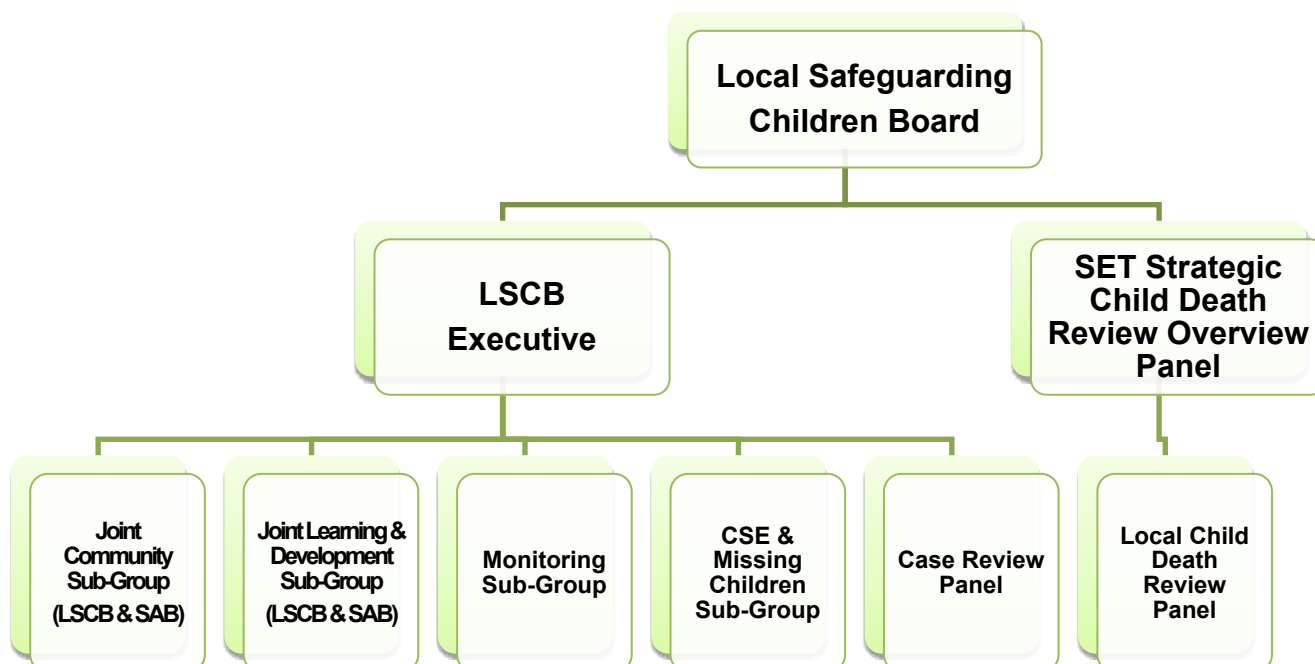 Local Safeguarding
Children Board
LSCB
Executive
SET Strategic
Child Death
Review Overview
Panel
Joint
Community
Sub-Group
(LSCB & SAB)
Joint Learning &
Development
Sub-Group
(LSCB & SAB)
Monitoring
Sub-Group
CSE &
Missing
Children
Sub-Group
Case Review
Panel
Local Child
Death
Review
Panel